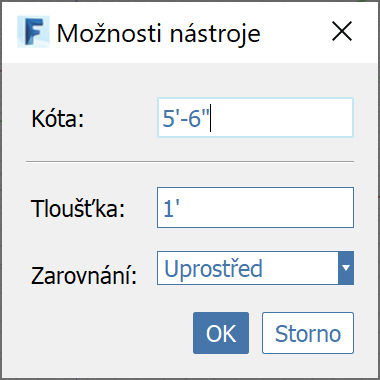 F Možnosti nástroje
Kóta: 5'-6"
Tloušťka: 1'
Zarovnání: Uprostřed
OK Storno